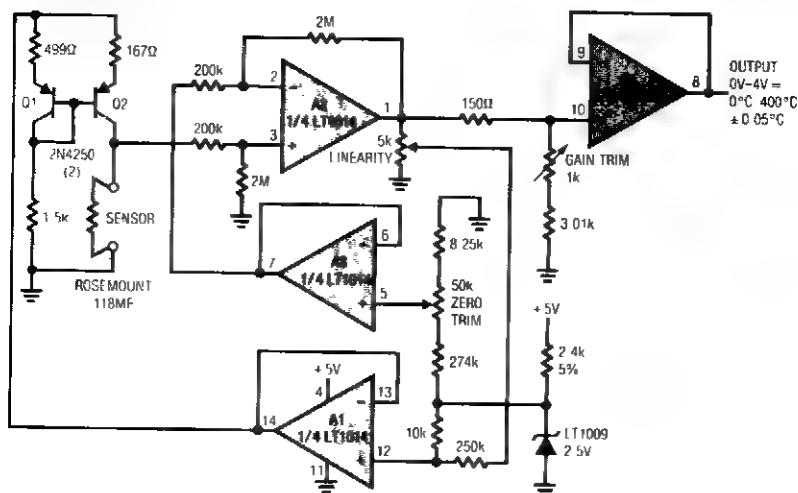 499Ω
167Ω
Q1
Q2
2N4250
(2)
1.5k
SENSOR
ROSEMOUNT
118MF
200k
200k
2M
2
3
A2
1/4 LT1014
1
2M
5k
LINEARITY
150Ω
9
10
8
OUTPUT
0V-4V =
0°C 400°C
± 0 05°C
GAIN TRIM
1k
3 01k
6
7
5
1/4 LT1014
8 25k
50k
ZERO
TRIM
274k
+ 5V
2 4k
5%
LT1009
2 5V
+ 5V
4
13
14
A1
1/4 LT1014
12
11
10k
250k